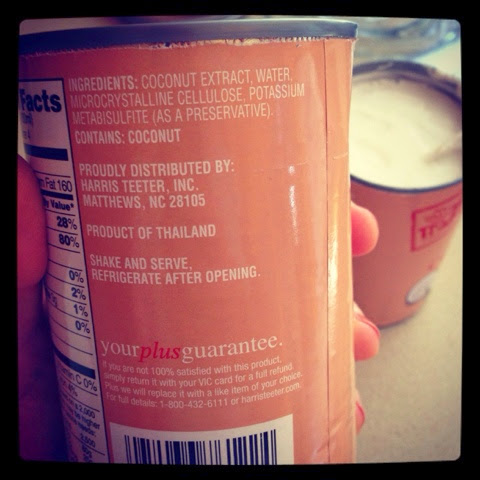 Facts
INGREDIENTS: COCONUT EXTRACT, WATER,
MICROCRYSTALLINE CELLULOSE, POTASSIUM
METABISULFITE (AS A PRESERVATIVE).
CONTAINS: COCONUT
PROUDLY DISTRIBUTED BY:
HARRIS TEETER, INC.
MATTHEWS, NC 28105
PRODUCT OF THAILAND
SHAKE AND SERVE,
REFRIGERATE AFTER OPENING.
Fat 160
Value*
28%
80%
0%
2%
1%
0%
C 0%
2,000
higher
yourplusguarantee.
If you are not 100% satisfied with this product,
simply return it with your VIC card for a full refund.
Plus we will replace it with a like item of your choice.
For full details: 1-800-432-6111 or harristeeter.com.